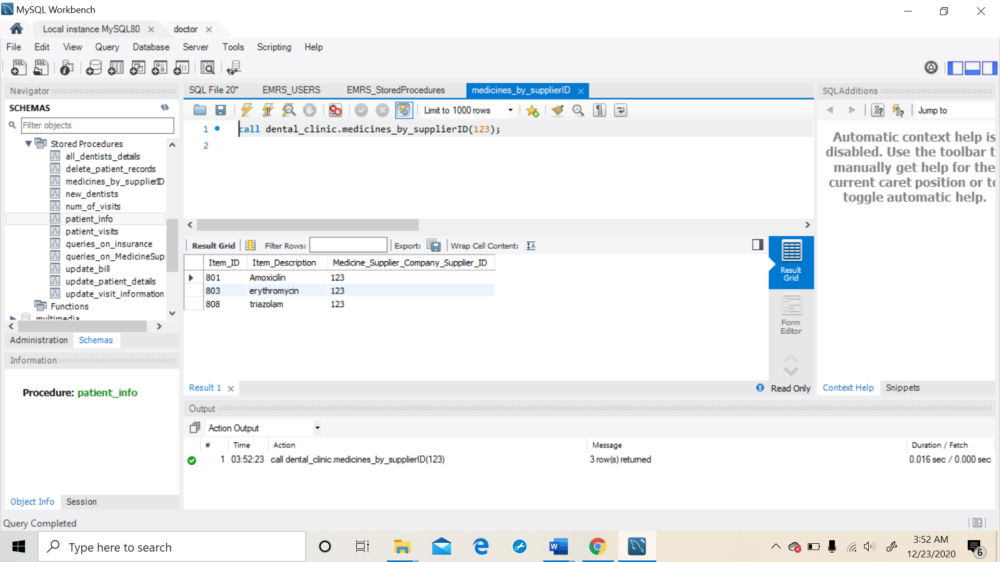 MySQL Workbench
Local instance MySQL80
doctor
File Edit View Query Database Server Tools Scripting Help
Navigator
SCHEMAS
Filter objects
Stored Procedures
all_dentists_details
delete_patient_records
medicines_by_supplierID
new_dentists
num_of_visits
patient_info
patient_visits
queries_on_insurance
queries_on_MedicineSup
update_bill
update_patient_details
update_visit_information
Functions
multimedia
Administration Schemas
Information
Procedure: patient_info
Object Info Session
SQL File 20* EMRS_USERS EMRS_StoredProcedures medicines_by_supplierID
Limit to 1000 rows
1 call dental_clinic.medicines_by_supplierID(123);
2
Result Grid Filter Rows: Export: Wrap Cell Content:
Item_ID Item_Description Medicine_Supplier_Company_Supplier_ID
801 Amoxicilin 123
803 erythromycin 123
808 triazolam 123
Result Grid
Form Editor
Result 1
Read Only
SQLAdditions
Jump to
Automatic context help is
disabled. Use the toolbar t
manually get help for the
current caret position or to
toggle automatic help.
Context Help Snippets
Output
Action Output
# Time Action Message Duration / Fetch
1 03:52:23 call dental_clinic.medicines_by_supplierID(123) 3 row(s) returned 0.016 sec / 0.000 sec
Query Completed
Type here to search
3:52 AM
12/23/2020
6